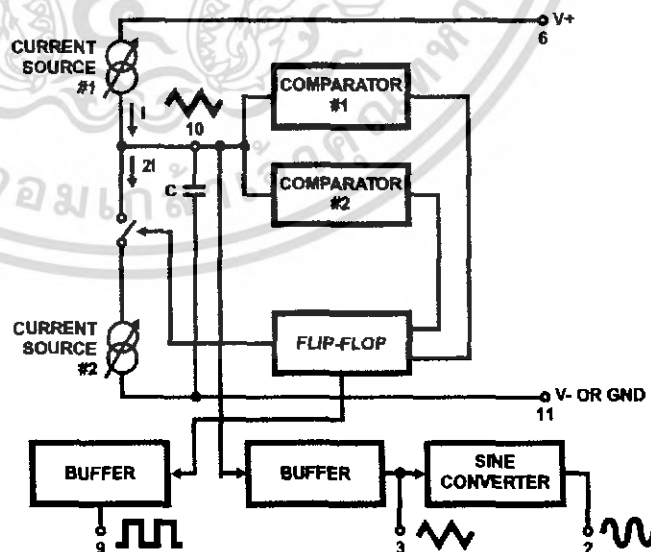 V+
6
CURRENT
SOURCE
#1
I
10
COMPARATOR
#1
2I
C
COMPARATOR
#2
CURRENT
SOURCE
#2
FLIP-FLOP
V- OR GND
11
BUFFER
BUFFER
SINE
CONVERTER
9
3
2